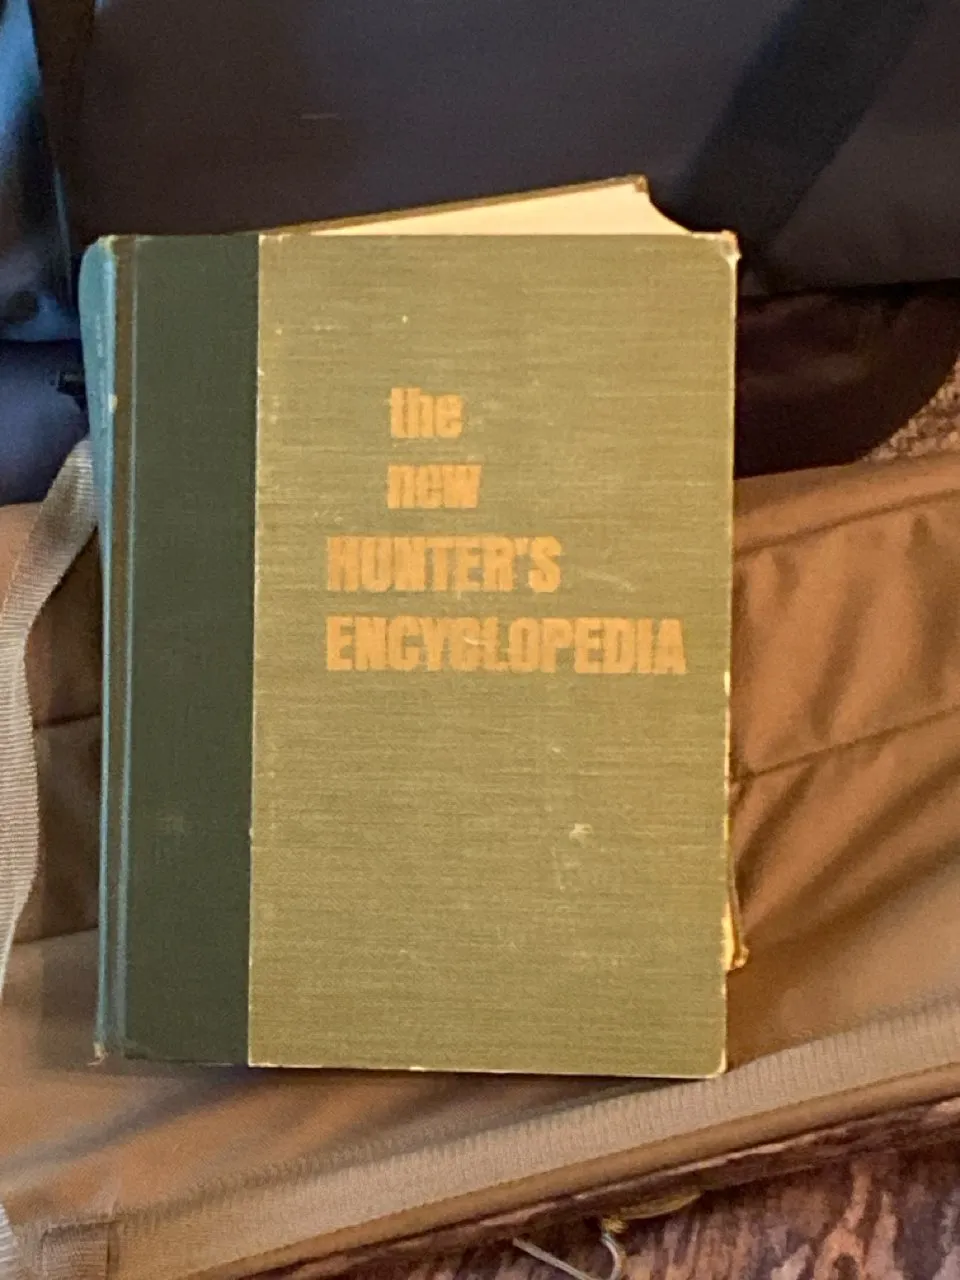 the
new
HUNTER'S
ENCYCLOPEDIA